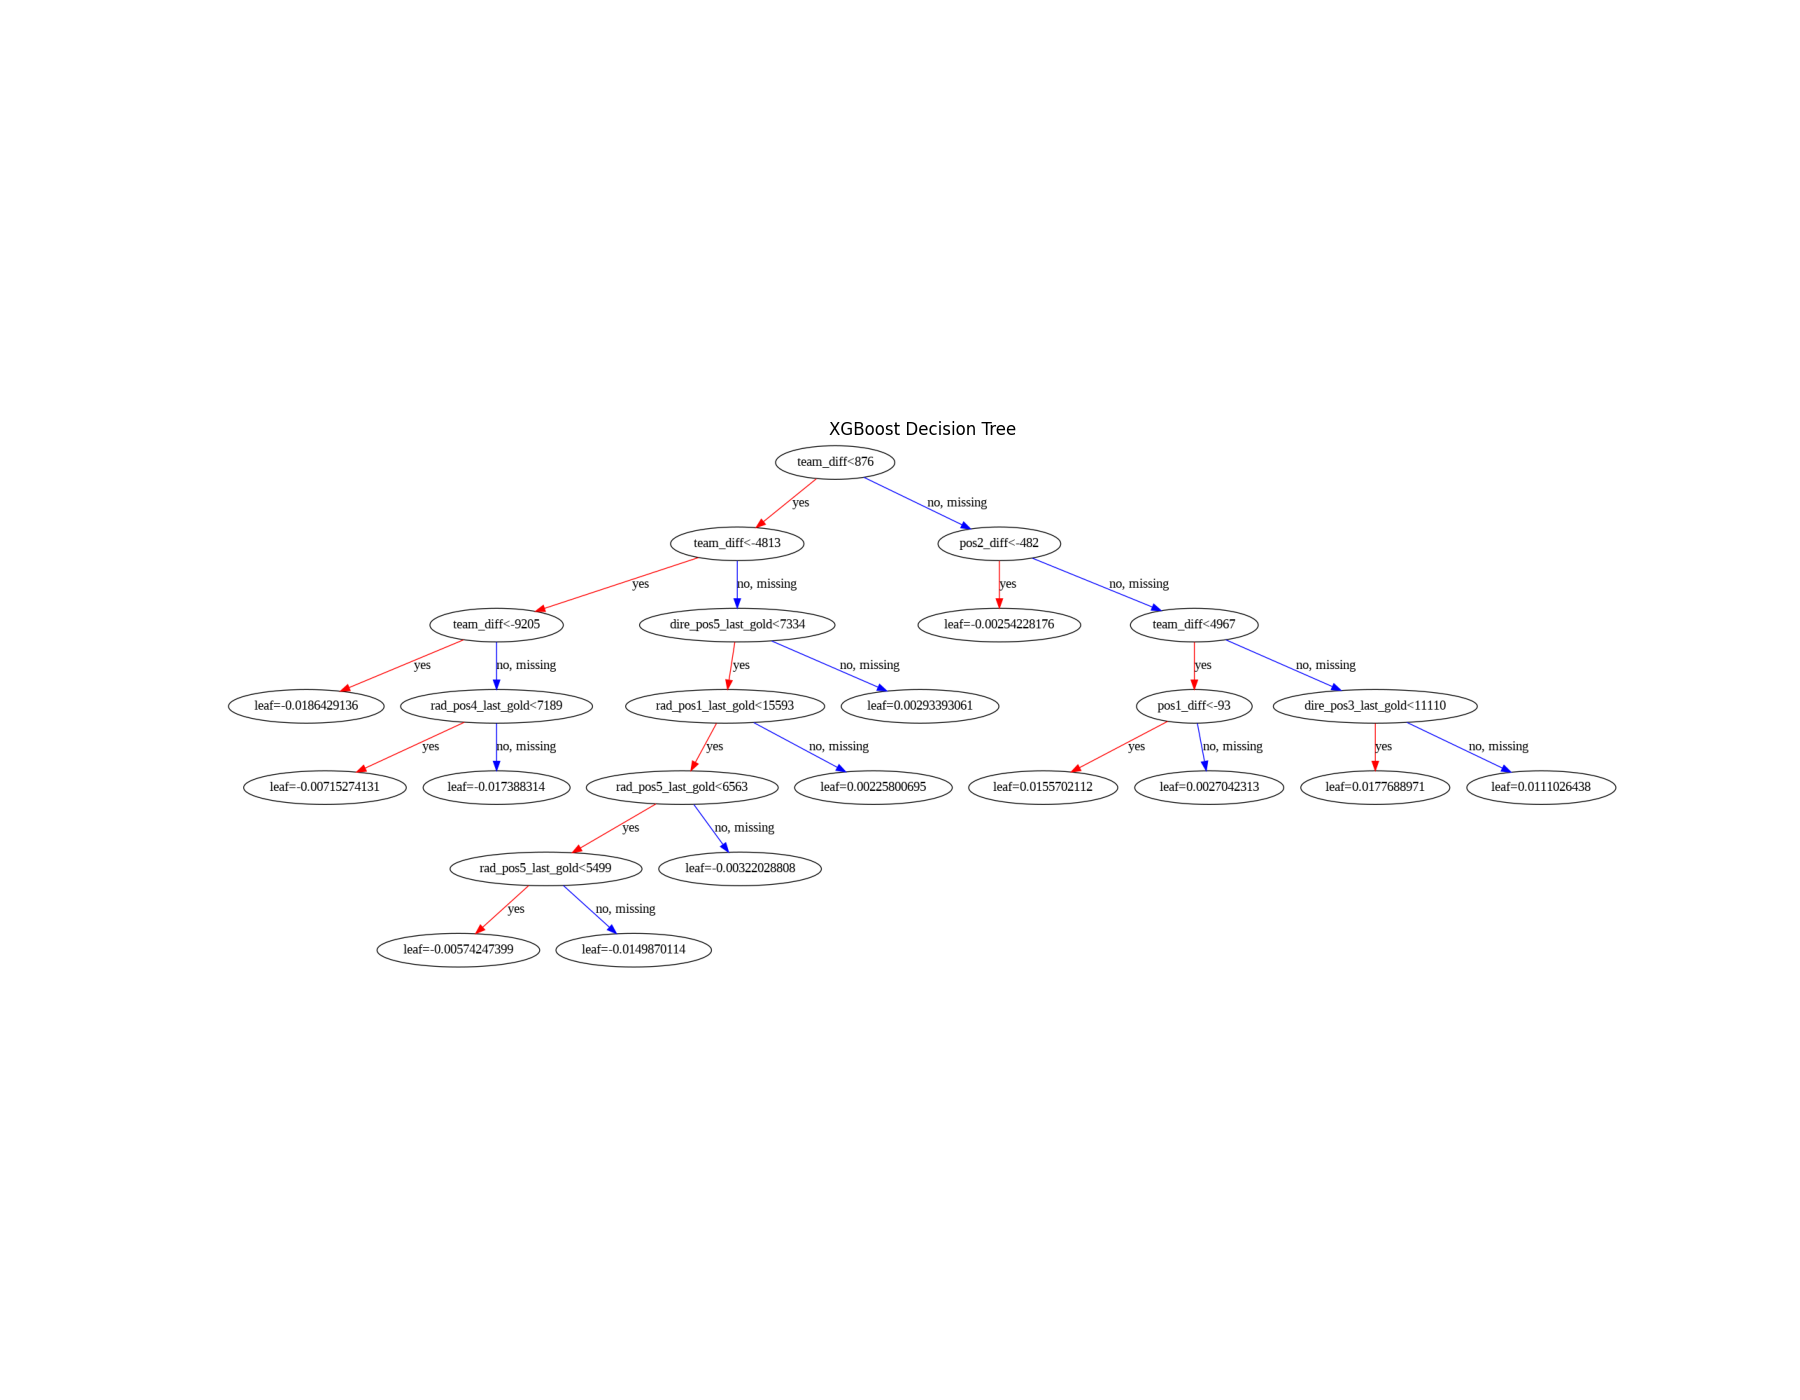 XGBoost Decision Tree
team_diff<876
yes
no, missing
team_diff<-4813
pos2_diff<-482
yes
no, missing
yes
no, missing
team_diff<-9205
dire_pos5_last_gold<7334
leaf=-0.00254228176
team_diff<4967
yes
no, missing
yes
no, missing
yes
no, missing
leaf=-0.0186429136
rad_pos4_last_gold<7189
rad_pos1_last_gold<15593
leaf=0.00293393061
pos1_diff<-93
dire_pos3_last_gold<11110
yes
no, missing
yes
no, missing
yes
no, missing
yes
no, missing
leaf=-0.00715274131
leaf=-0.017388314
rad_pos5_last_gold<6563
leaf=0.00225800695
leaf=0.0155702112
leaf=0.0027042313
leaf=0.0177688971
leaf=0.0111026438
yes
no, missing
rad_pos5_last_gold<5499
leaf=-0.00322028808
yes
no, missing
leaf=-0.00574247399
leaf=-0.0149870114